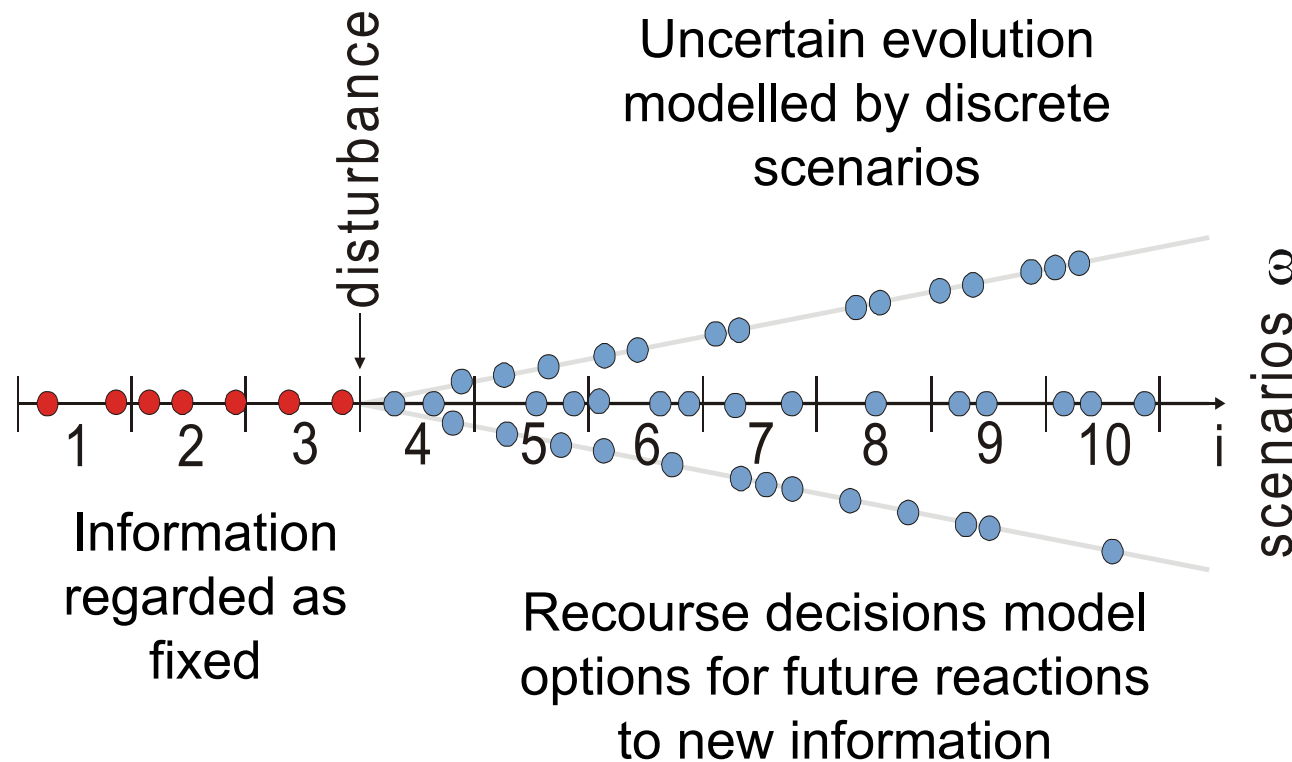 disturbance
Uncertain evolution
modelled by discrete
scenarios
scenarios ω
1 2 3 4 5 6 7 8 9 10 i
Information
regarded as
fixed
Recourse decisions model
options for future reactions
to new information